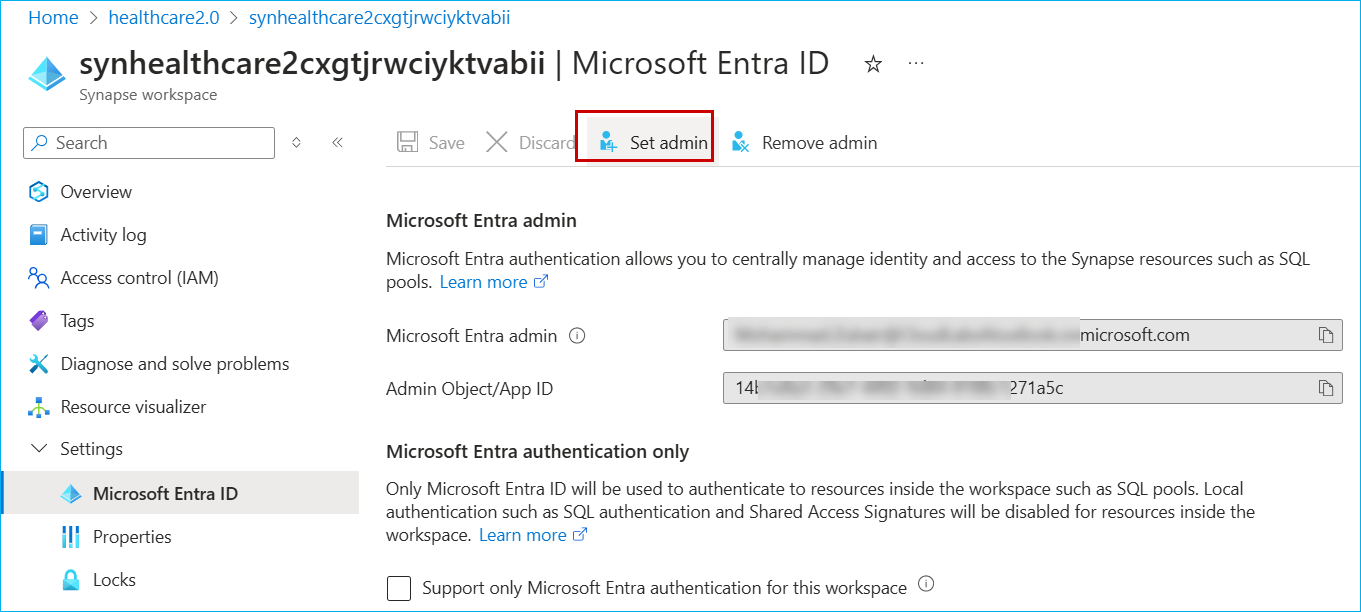 Home > healthcare2.0 > synhealthcare2cxgtjrwciyktvabii
synhealthcare2cxgtjrwciyktvabii | Microsoft Entra ID
Synapse workspace
Search
Save
Discard
Set admin
Remove admin
Overview
Activity log
Access control (IAM)
Tags
Diagnose and solve problems
Resource visualizer
Settings
Microsoft Entra ID
Properties
Locks
Microsoft Entra admin
Microsoft Entra authentication allows you to centrally manage identity and access to the Synapse resources such as SQL
pools. Learn more
Microsoft Entra admin
microsoft.com
Admin Object/App ID
14
271a5c
Microsoft Entra authentication only
Only Microsoft Entra ID will be used to authenticate to resources inside the workspace such as SQL pools. Local
authentication such as SQL authentication and Shared Access Signatures will be disabled for resources inside the
workspace. Learn more
Support only Microsoft Entra authentication for this workspace